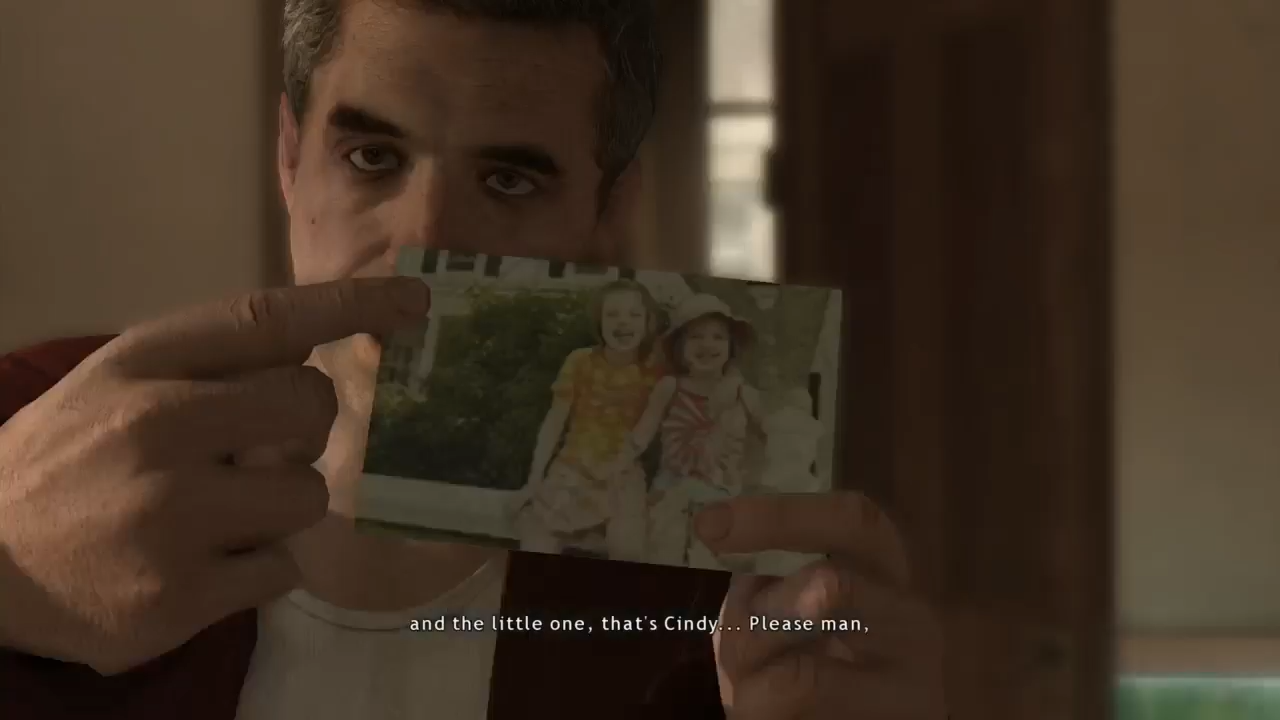 and the little one, that's Cindy... Please man,